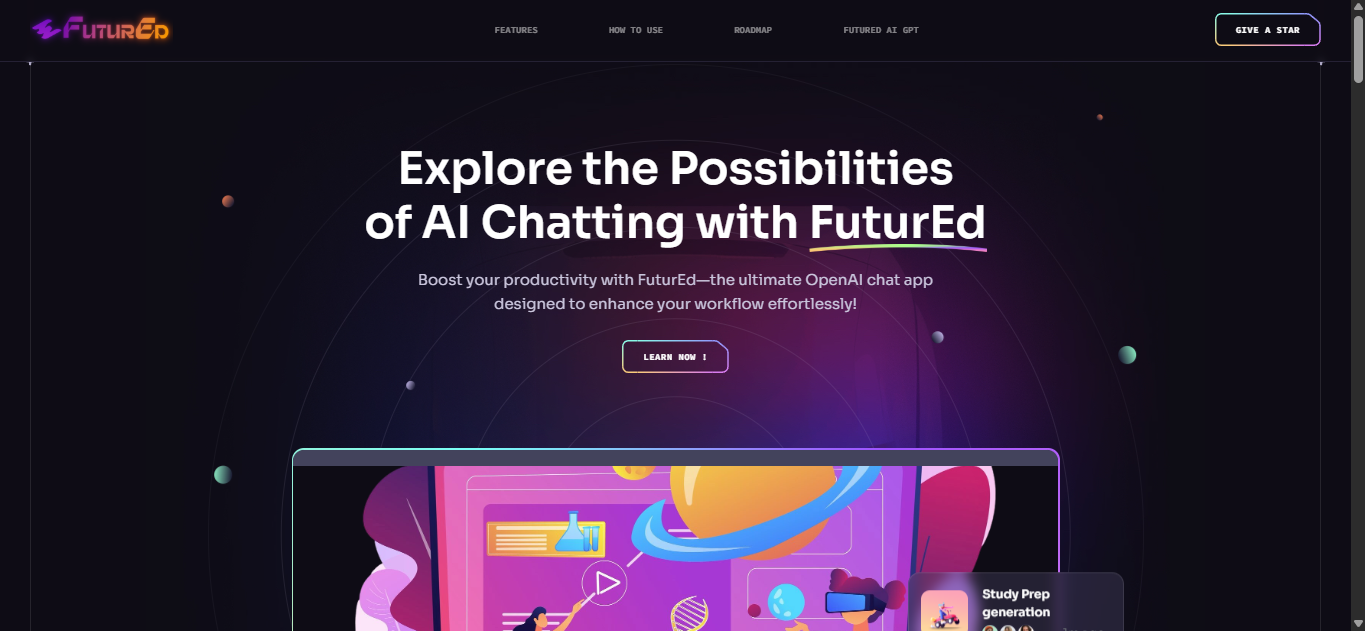 FuturEd
FEATURES
HOW TO USE
ROADMAP
FUTURED AI GPT
GIVE A STAR
Explore the Possibilities
of AI Chatting with FuturEd
Boost your productivity with FuturEd—the ultimate OpenAI chat app
designed to enhance your workflow effortlessly!
LEARN NOW !
Study Prep
generation